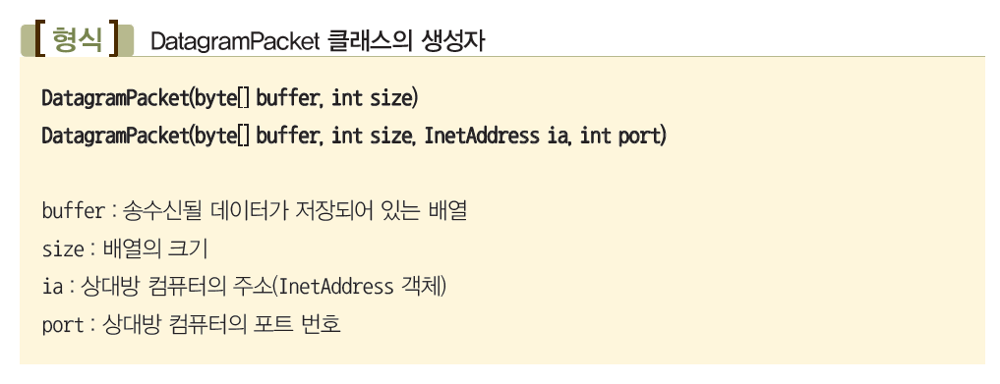 [형식] DatagramPacket 클래스의 생성자
DatagramPacket(byte[] buffer, int size)
DatagramPacket(byte[] buffer, int size, InetAddress ia, int port)
buffer : 송수신될 데이터가 저장되어 있는 배열
size : 배열의 크기
ia : 상대방 컴퓨터의 주소(InetAddress 객체)
port : 상대방 컴퓨터의 포트 번호